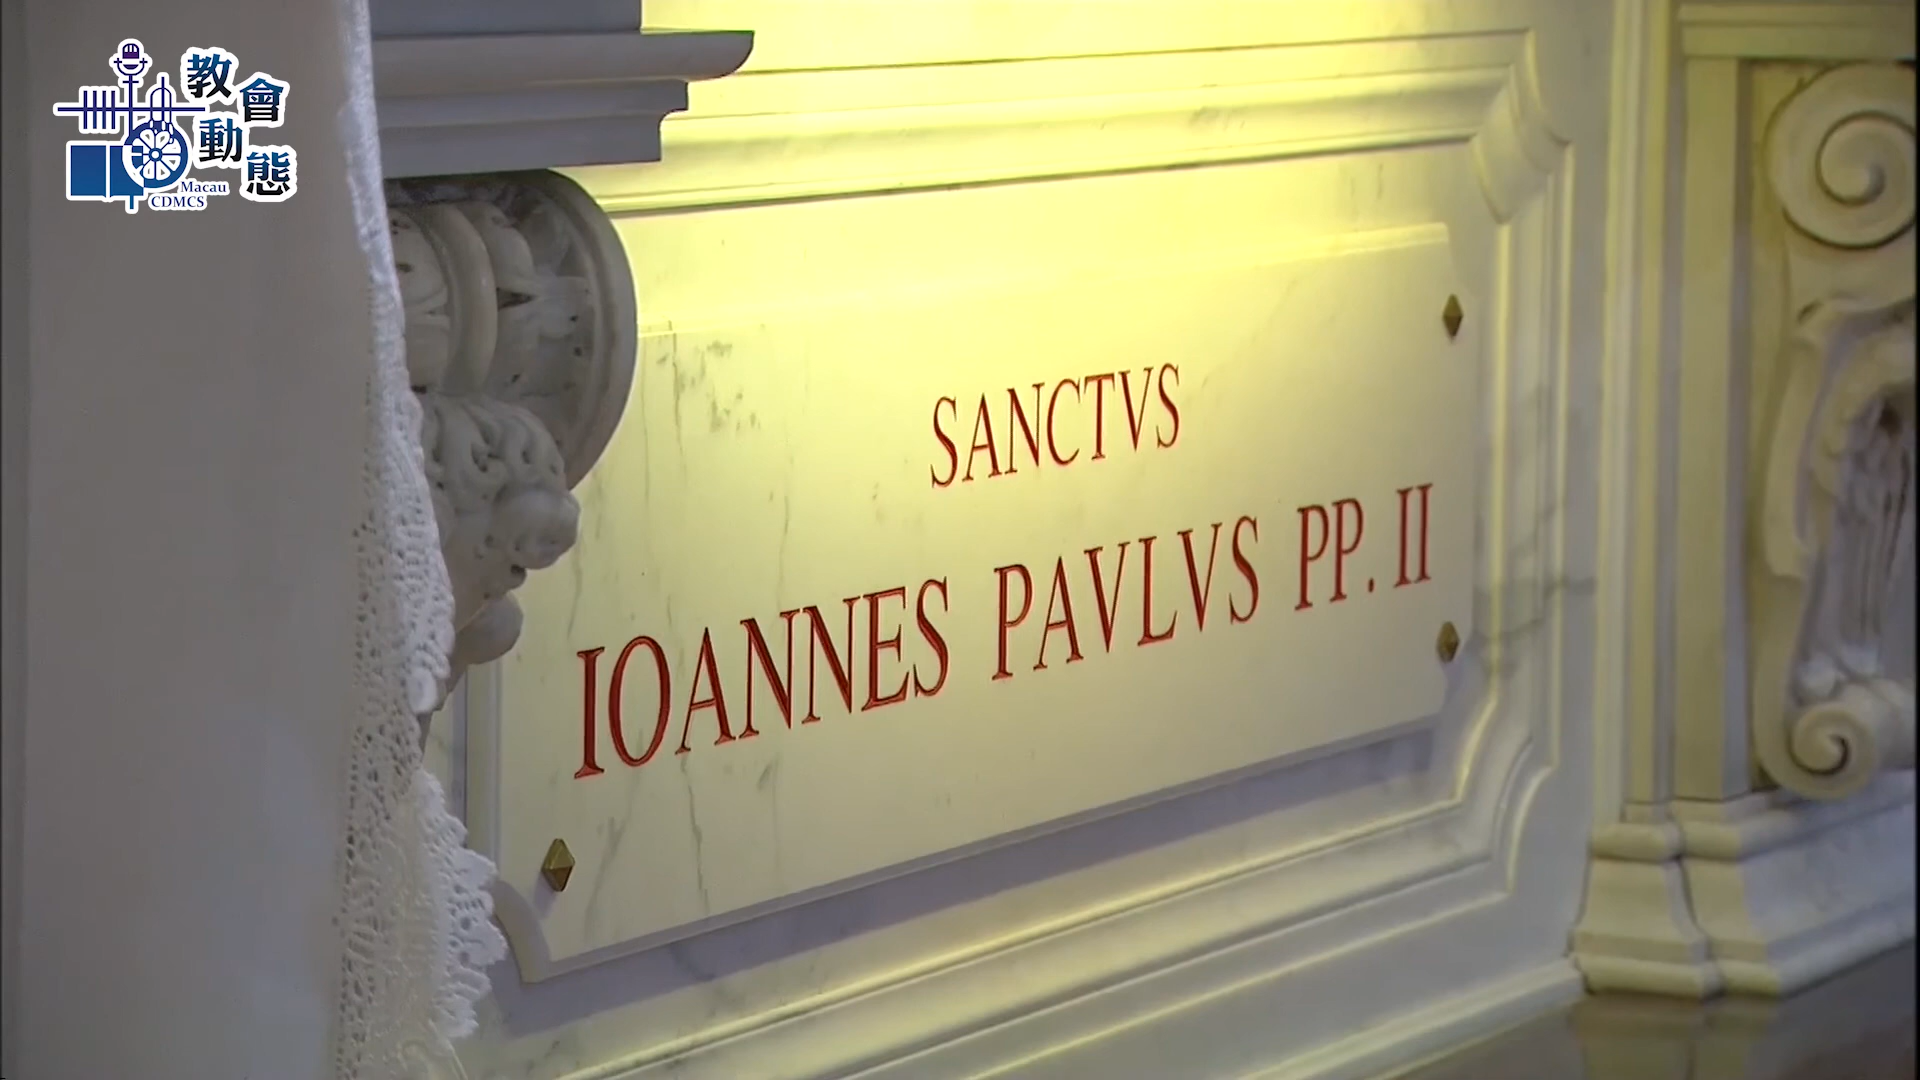 教會
動態
Macau
CDMCS
SANCTVS
IOANNES PAVLVS PP. II